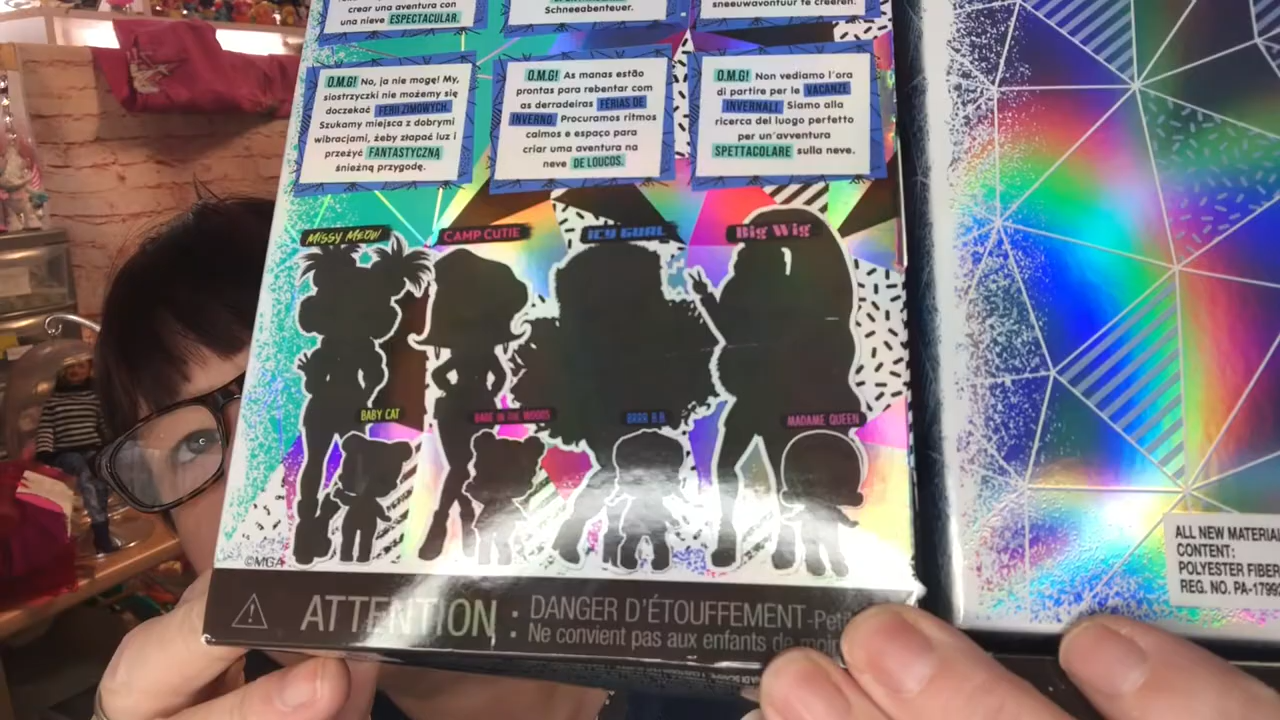 crear una aventura con
una nieve ESPECTACULAR.
Schneeabenteuer.
sneeuwavontuur te creëren.
O.M.G! No, ja nie mogę! My,
siostrzyczki nie możemy się
doczekać FERII ZIMOWYCH.
Szukamy miejsca z dobrymi
wibracjami, żeby złapać luz i
przeżyć FANTASTYCZNĄ
śnieżną przygodę.
O.M.G! As manas estão
prontas para rebentar com
as derradeiras FÉRIAS DE
INVERNO. Procuramos ritmos
calmos e espaço para
criar uma aventura na
neve DE LOUCOS.
O.M.G! Non vediamo l'ora
di partire per le VACANZE
INVERNALI! Siamo alla
ricerca del luogo perfetto
per un'avventura
SPETTACOLARE sulla neve.
MISSY MEOW
CAMP CUTIE
ICY GURL
Big Wig
BABY CAT
BABE IN THE WOODS
BRRR B.B.
MADAME QUEEN
©MGA
ATTENTION : DANGER D'ÉTOUFFEMENT-Petit
Ne convient pas aux enfants de moin
ALL NEW MATERIAL
CONTENT:
POLYESTER FIBER
REG. NO. PA-1799